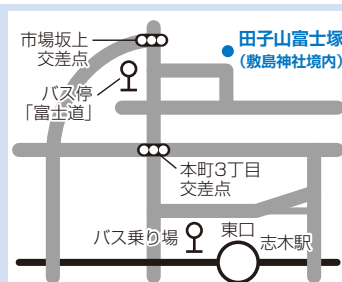 市場坂上
交差点
田子山富士塚
(敷島神社境内)
バス停
「富士道」
本町3丁目
交差点
バス乗り場
東口
志木駅